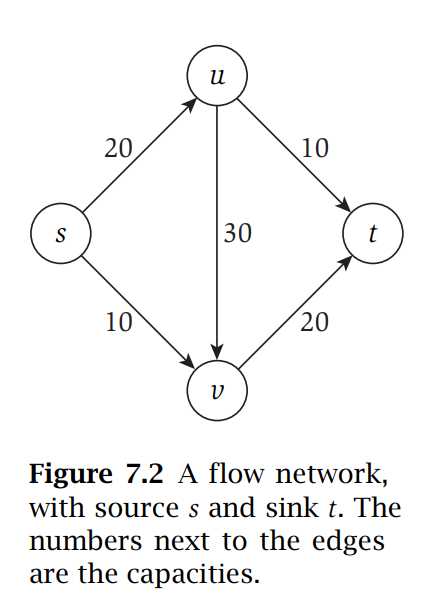 u
20
10
s
30
t
10
20
v
Figure 7.2 A flow network,
with source s and sink t. The
numbers next to the edges
are the capacities.